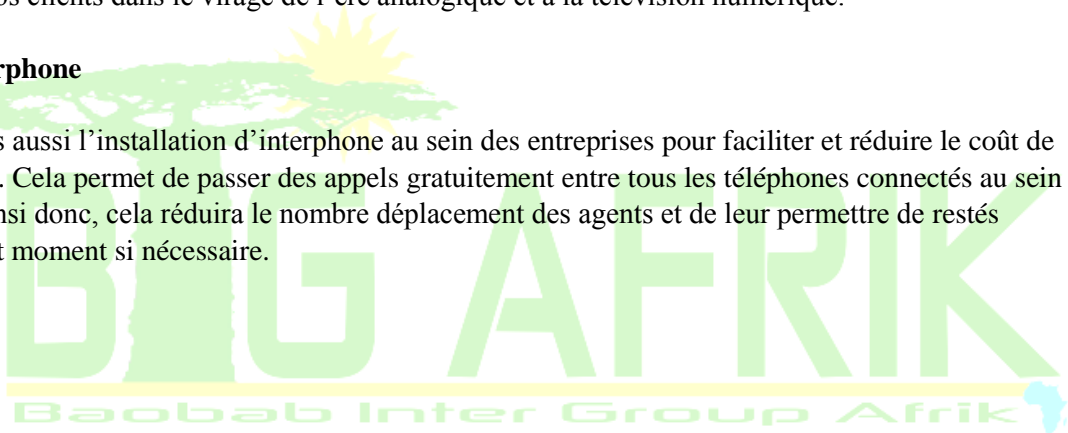 os clients dans le virage de l’ère analogique et à la télévision numérique.
rphone
s aussi l’installation d’interphone au sein des entreprises pour faciliter et réduire le coût de
. Cela permet de passer des appels gratuitement entre tous les téléphones connectés au sein
nsi donc, cela réduira le nombre déplacement des agents et de leur permettre de restés
t moment si nécessaire.
BIG AFRIK
Baobab Inter Group Afrik